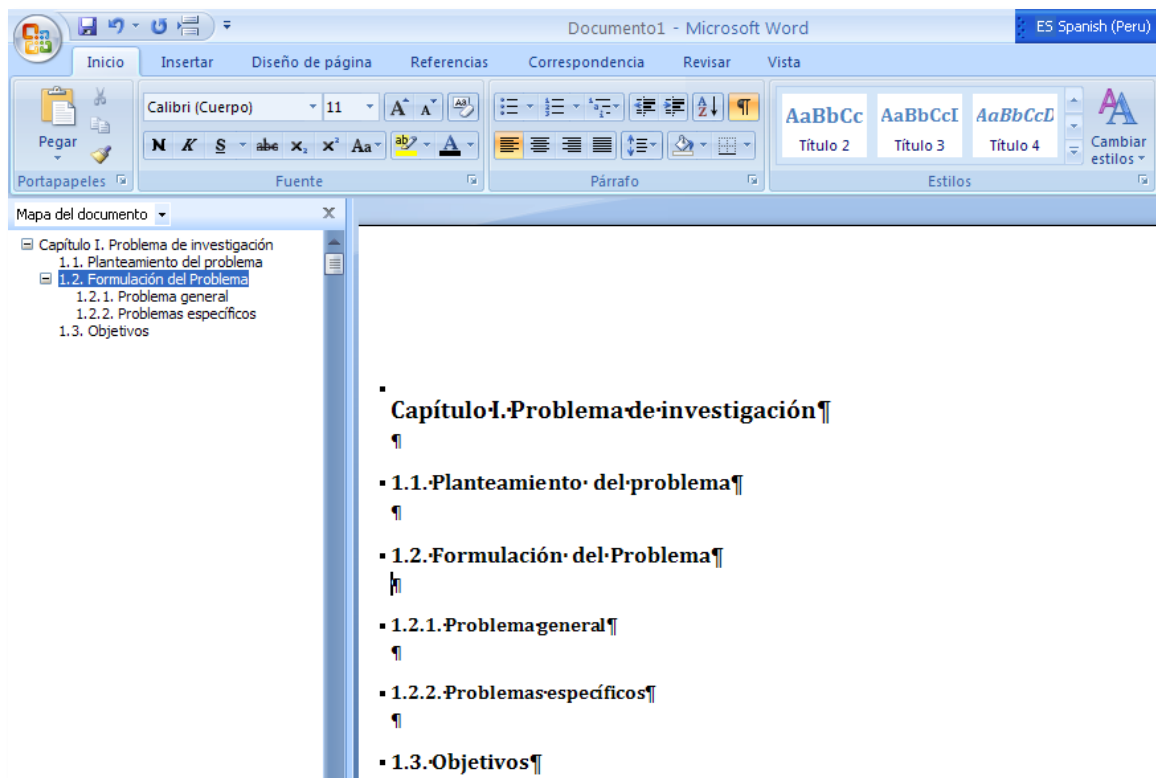 Documento1 - Microsoft Word
ES Spanish (Peru)
Inicio Insertar Diseño de página Referencias Correspondencia Revisar Vista
Pegar
Portapapeles
Calibri (Cuerpo) 11
N K S abc x₂ x² Aa
Fuente
Párrafo
AaBbCc AaBbCcI AaBbCcD
Título 2 Título 3 Título 4
Cambiar
estilos
Estilos
Mapa del documento
Capítulo I. Problema de investigación
1.1. Planteamiento del problema
1.2. Formulación del Problema
1.2.1. Problema general
1.2.2. Problemas específicos
1.3. Objetivos
Capítulo·I.·Problema·de·investigación¶
¶
1.1.·Planteamiento· del·problema¶
¶
1.2.·Formulación· del·Problema¶
¶
1.2.1.·Problema·general¶
¶
1.2.2.·Problemas·específicos¶
¶
1.3.·Objetivos¶